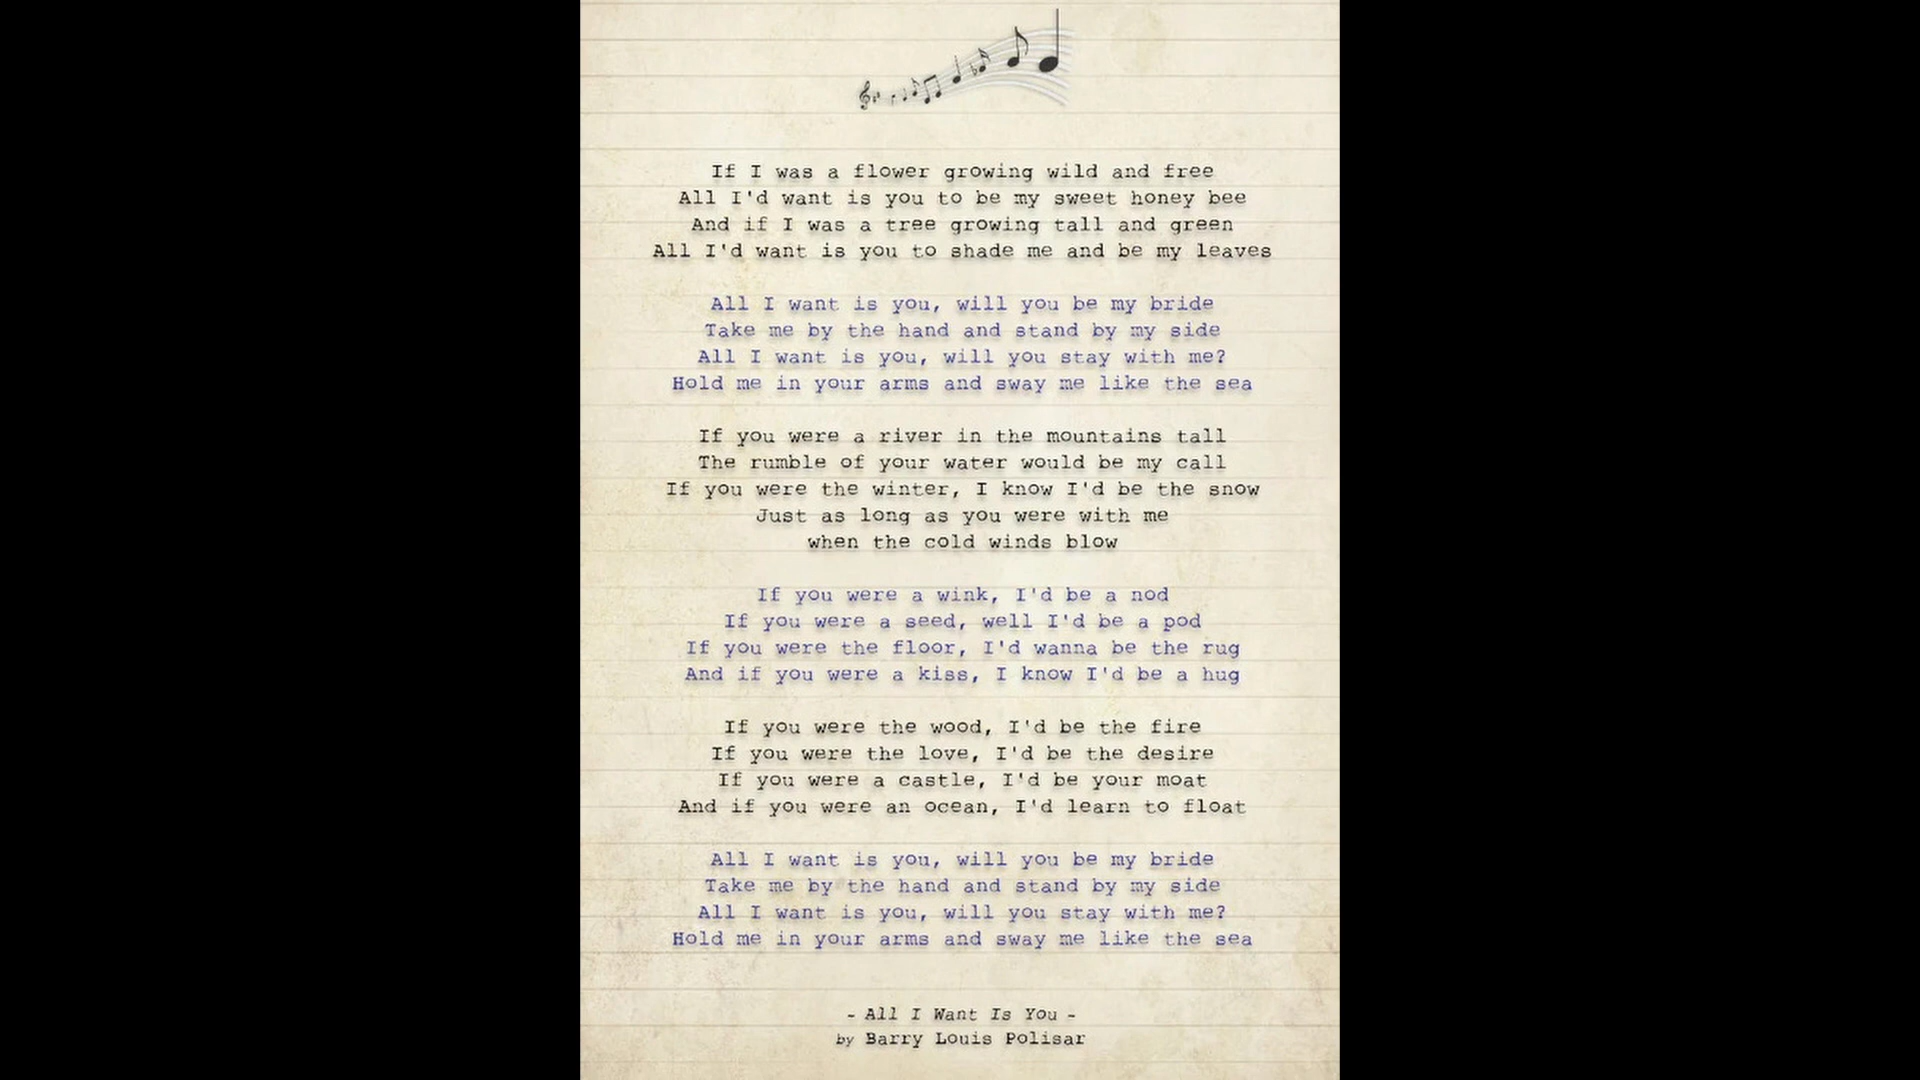 If I was a flower growing wild and free
All I'd want is you to be my sweet honey bee
And if I was a tree growing tall and green
All I'd want is you to shade me and be my leaves
All I want is you, will you be my bride
Take me by the hand and stand by my side
All I want is you, will you stay with me?
Hold me in your arms and sway me like the sea
If you were a river in the mountains tall
The rumble of your water would be my call
If you were the winter, I know I'd be the snow
Just as long as you were with me
when the cold winds blow
If you were a wink, I'd be a nod
If you were a seed, well I'd be a pod
If you were the floor, I'd wanna be the rug
And if you were a kiss, I know I'd be a hug
If you were the wood, I'd be the fire
If you were the love, I'd be the desire
If you were a castle, I'd be your moat
And if you were an ocean, I'd learn to float
All I want is you, will you be my bride
Take me by the hand and stand by my side
All I want is you, will you stay with me?
Hold me in your arms and sway me like the sea
- All I Want Is You -
by Barry Louis Polisar